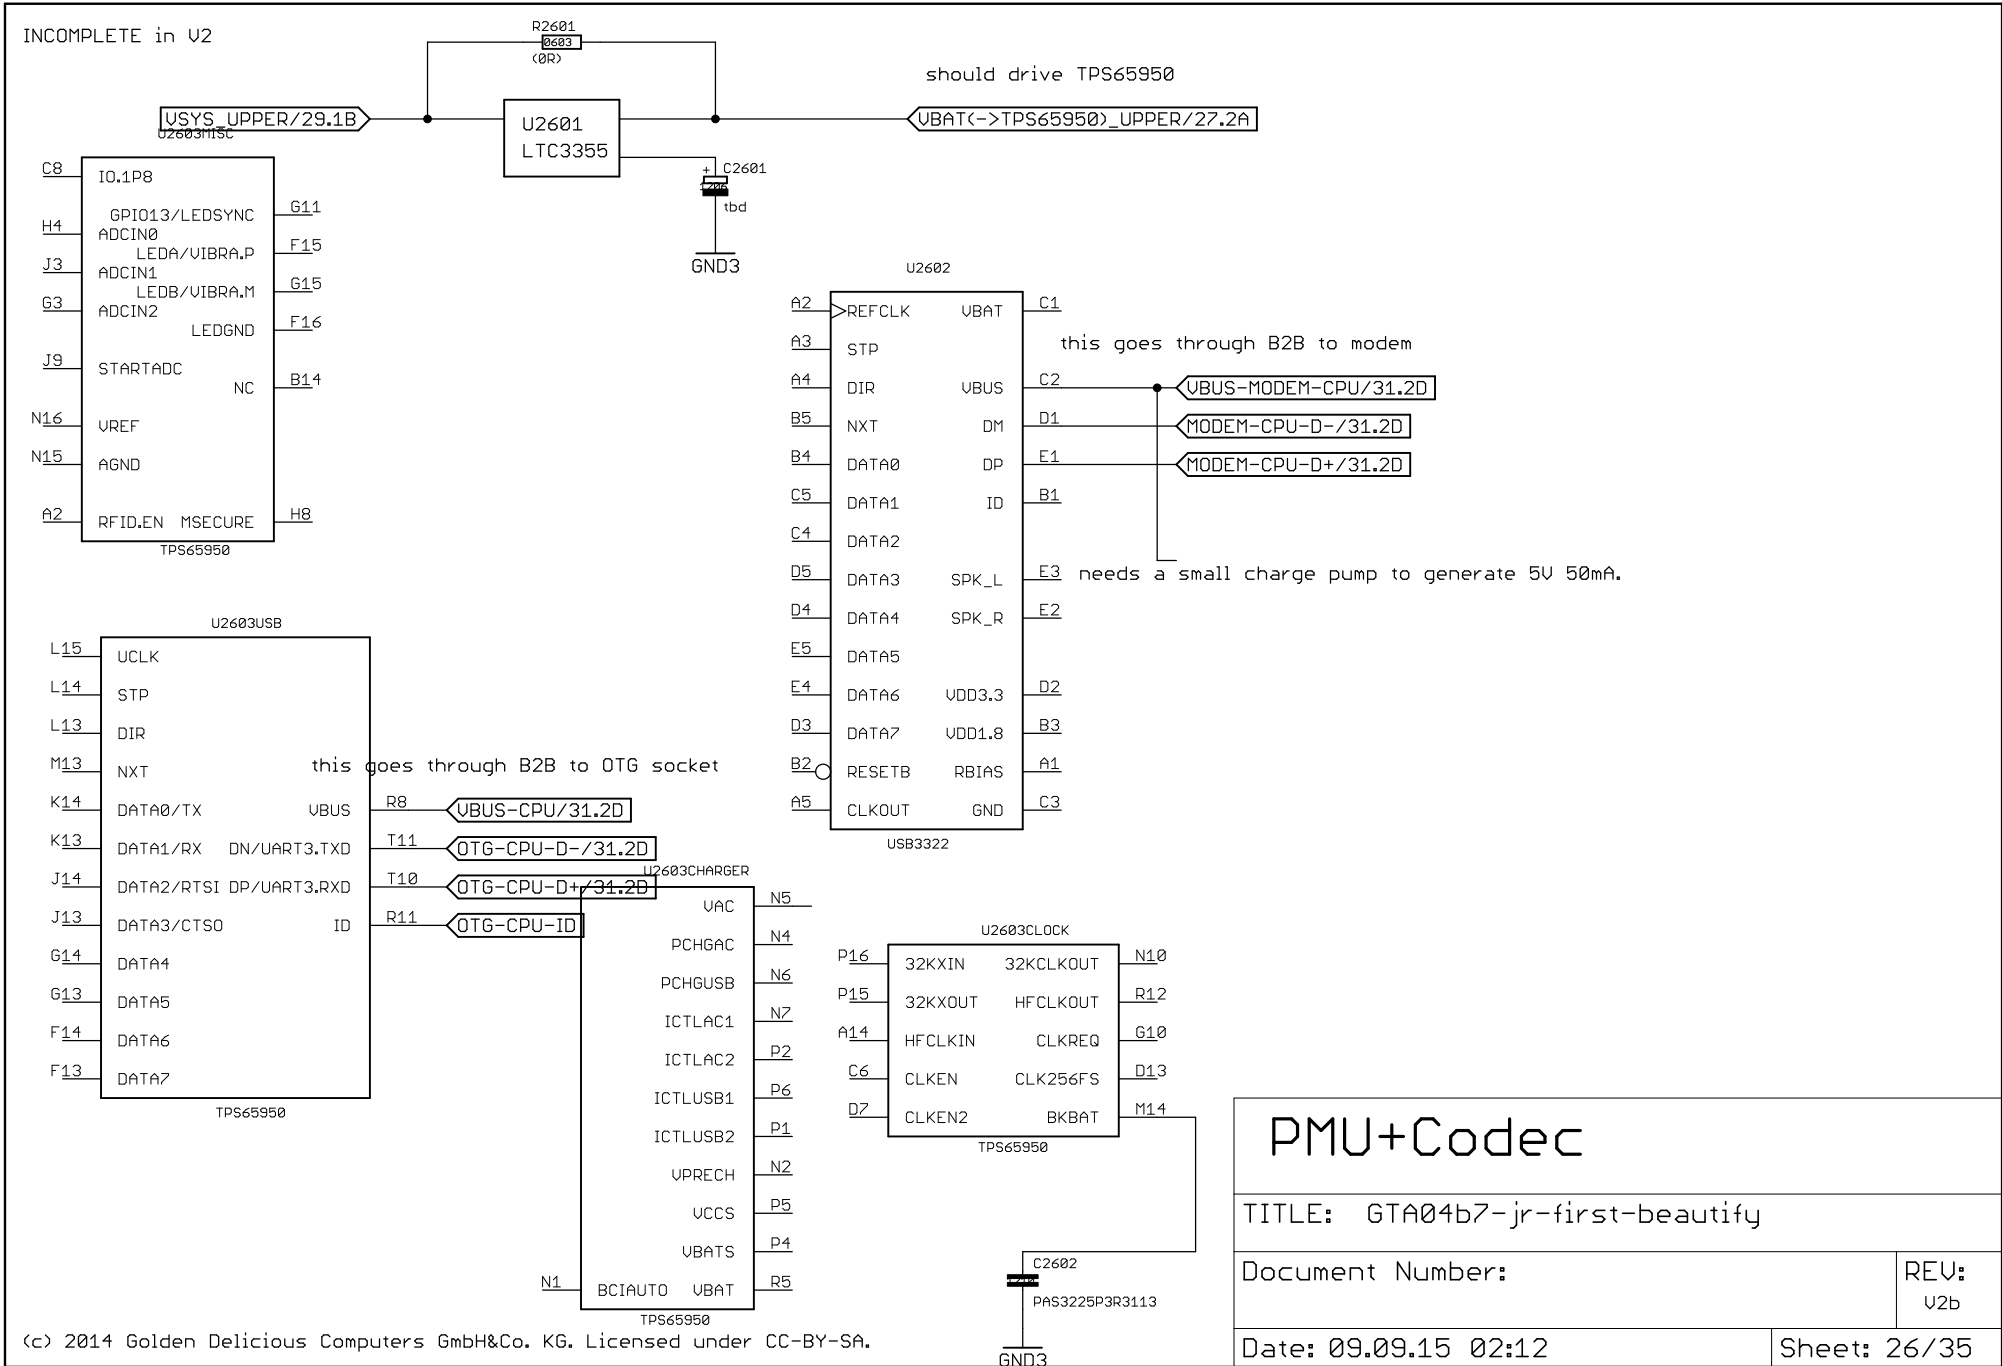 INCOMPLETE in V2
R2601
0603
(0R)
should drive TPS65950
VSYS_UPPER/29.1B
U2601
LTC3355
VBAT(->TPS65950)_UPPER/27.2A
C2601
+
tbd
GND3
U2603MISC
C8
IO.1P8
GPIO13/LEDSYNC
G11
H4
ADCIN0
LEDA/VIBRA.P
F15
J3
ADCIN1
LEDB/VIBRA.M
G15
G3
ADCIN2
LEDGND
F16
J9
STARTADC
NC
B14
N16
VREF
N15
AGND
A2
RFID.EN
MSECURE
H8
TPS65950
U2602
A2
REFCLK
VBAT
C1
A3
STP
this goes through B2B to modem
A4
DIR
VBUS
C2
VBUS-MODEM-CPU/31.2D
B5
NXT
DM
D1
MODEM-CPU-D-/31.2D
B4
DATA0
DP
E1
MODEM-CPU-D+/31.2D
C5
DATA1
ID
B1
C4
DATA2
D5
DATA3
SPK_L
E3
needs a small charge pump to generate 5V 50mA.
D4
DATA4
SPK_R
E2
E5
DATA5
E4
DATA6
VDD3.3
D2
D3
DATA7
VDD1.8
B3
B2
RESETB
RBIAS
A1
A5
CLKOUT
GND
C3
USB3322
U2603USB
L15
UCLK
L14
STP
L13
DIR
M13
NXT
this goes through B2B to OTG socket
K14
DATA0/TX
VBUS
R8
VBUS-CPU/31.2D
K13
DATA1/RX
DN/UART3.TXD
T11
OTG-CPU-D-/31.2D
J14
DATA2/RTSI
DP/UART3.RXD
T10
OTG-CPU-D+/31.2D
J13
DATA3/CTSO
ID
R11
OTG-CPU-ID
G14
DATA4
G13
DATA5
F14
DATA6
F13
DATA7
TPS65950
U2603CHARGER
VAC
N5
PCHGAC
N4
PCHGUSB
N6
ICTLAC1
N7
ICTLAC2
P2
ICTLUSB1
P6
ICTLUSB2
P1
VPRECH
N2
VCCS
P5
VBATS
P4
N1
BCIAUTO
VBAT
R5
TPS65950
U2603CLOCK
P16
32KXIN
32KCLKOUT
N10
P15
32KXOUT
HFCLKOUT
R12
A14
HFCLKIN
CLKREQ
G10
C6
CLKEN
CLK256FS
D13
D7
CLKEN2
BKBAT
M14
TPS65950
C2602
PAS3225P3R3113
GND3
(c) 2014 Golden Delicious Computers GmbH&Co. KG. Licensed under CC-BY-SA.
PMU+Codec
TITLE: GTA04b7-jr-first-beautify
Document Number:
REV:
V2b
Date: 09.09.15 02:12
Sheet: 26/35